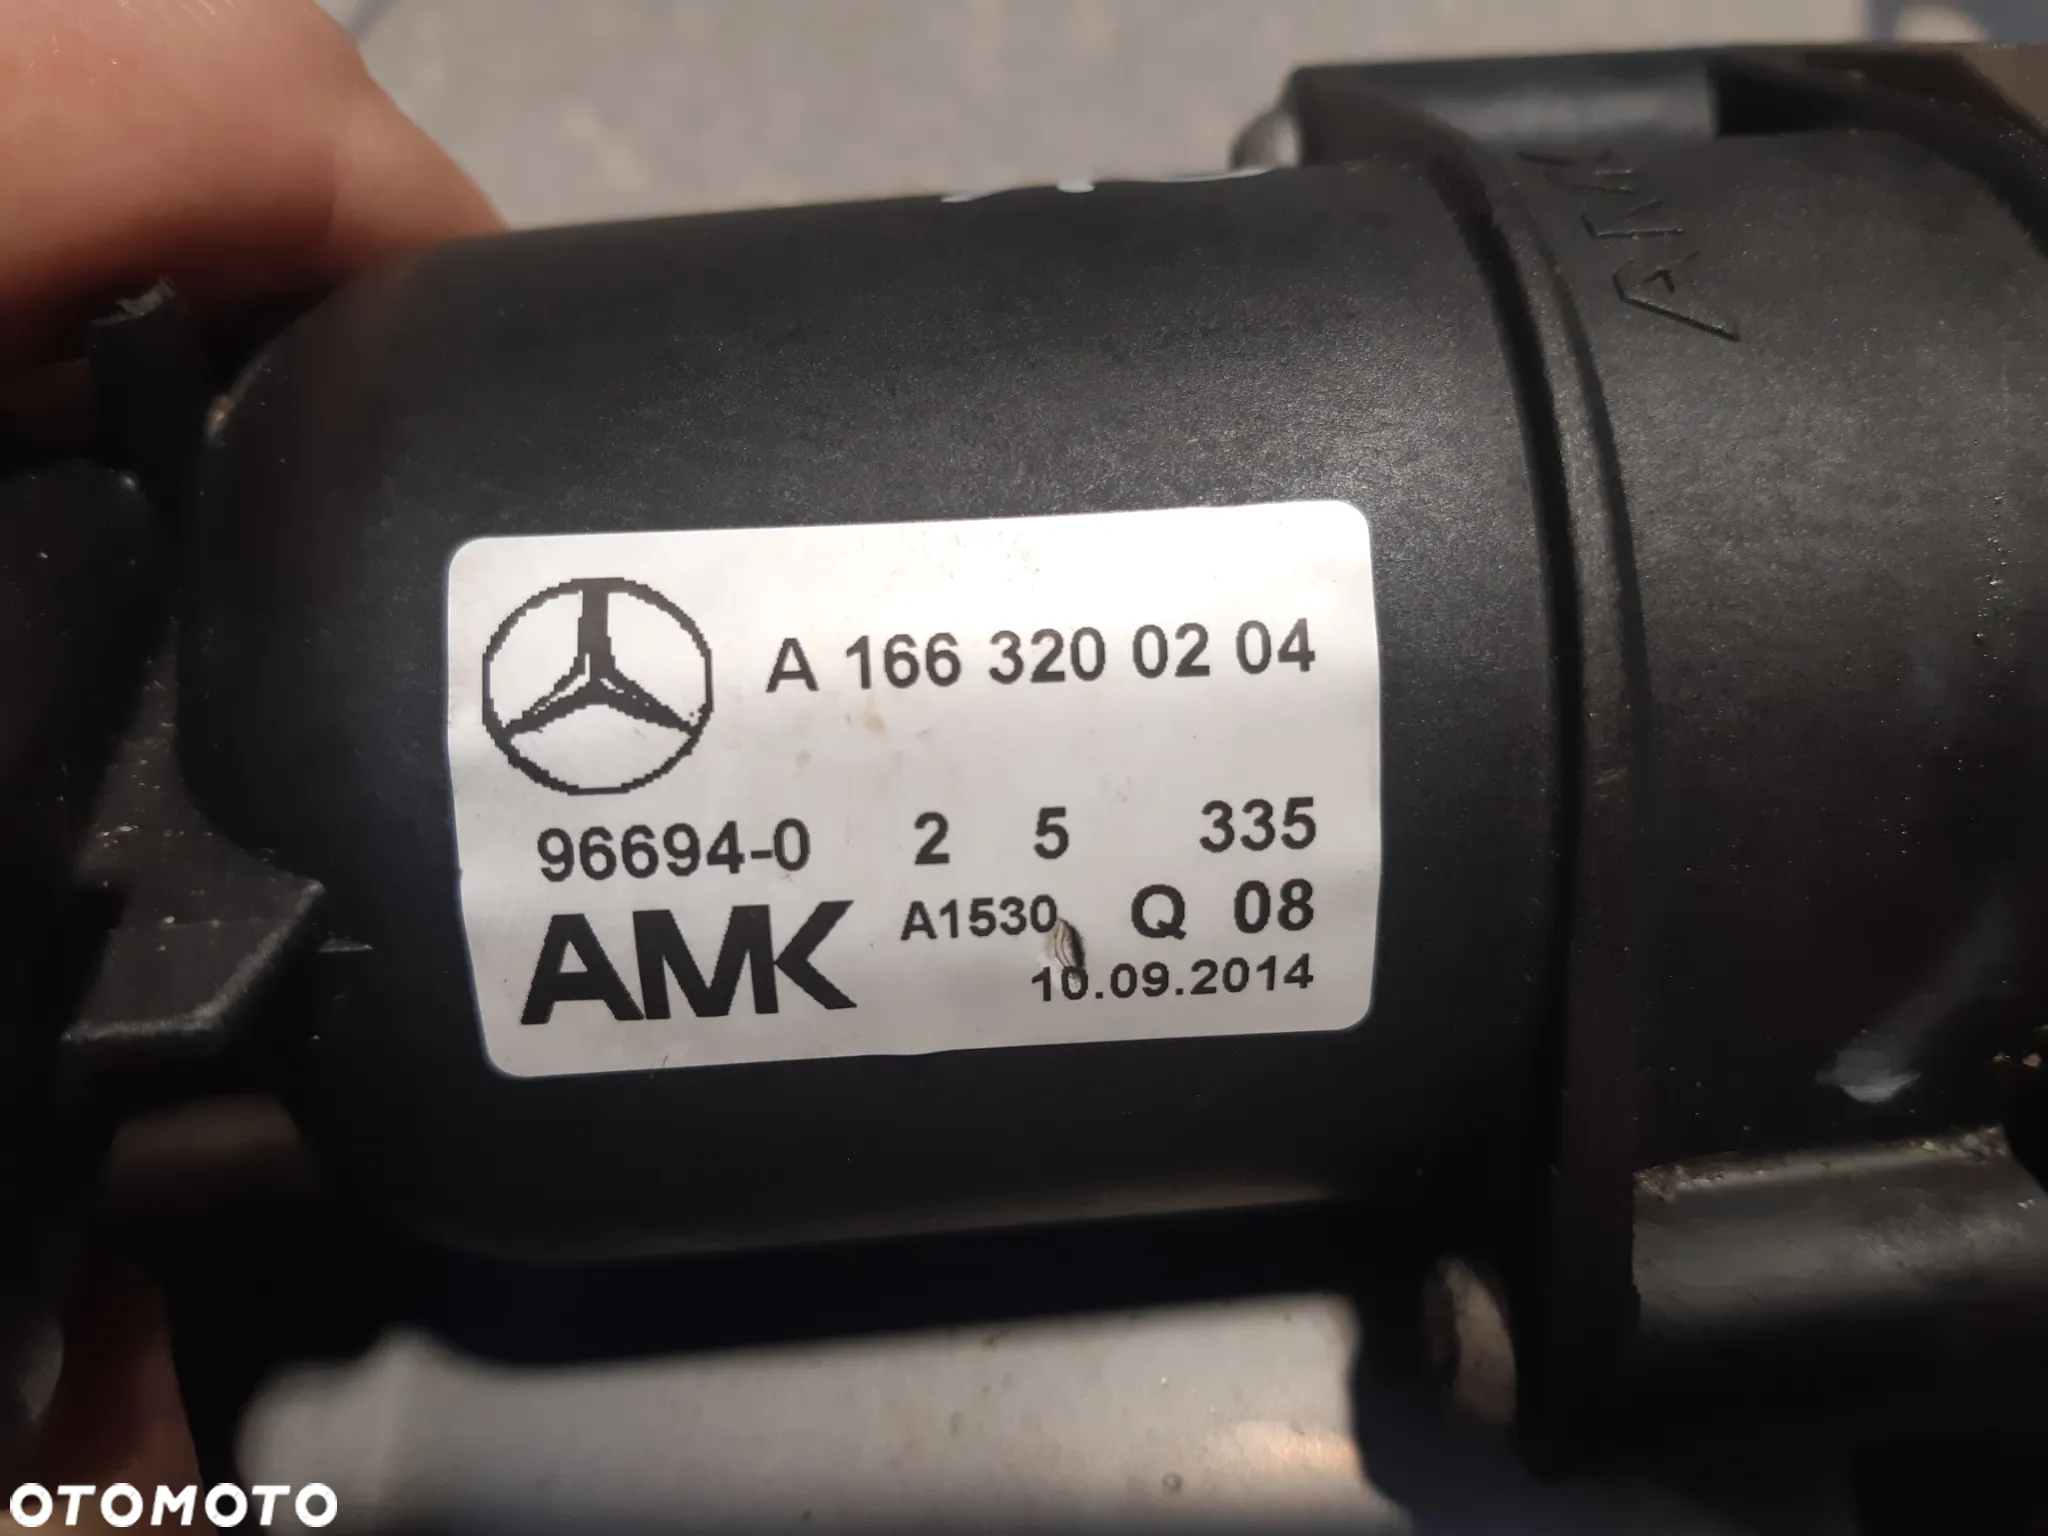 AMK
A 166 320 02 04
96694-0 2 5 335
AMK A1530 Q 08
10.09.2014
OTOMOTO